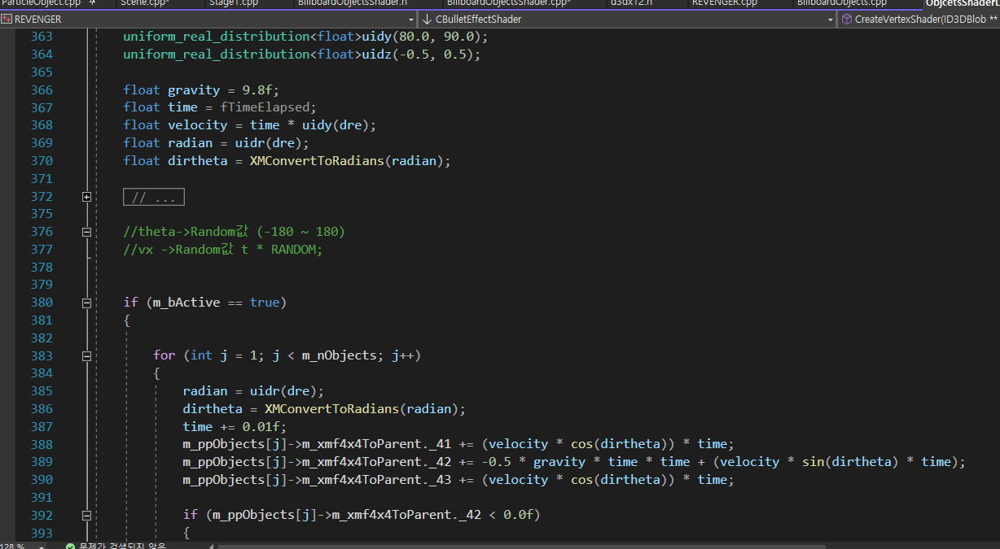 ParticleObject.cpp Scene.cpp* Stage1.cpp BillboardObjectsShader.h BillboardObjectsShader.cpp* d3dx12.h REVENGER.cpp BillboardObjects.cpp ObjcetsShaderL
REVENGER CBulletEffectShader CreateVertexShader(ID3DBlob **
363 uniform_real_distribution<float>uidy(80.0, 90.0);
364 uniform_real_distribution<float>uidz(-0.5, 0.5);
365
366 float gravity = 9.8f;
367 float time = fTimeElapsed;
368 float velocity = time * uidy(dre);
369 float radian = uidr(dre);
370 float dirtheta = XMConvertToRadians(radian);
371
372 // ...
375
376 //theta->Random값 (-180 ~ 180)
377 //vx ->Random값 t * RANDOM;
378
379
380 if (m_bActive == true)
381 {
382
383 for (int j = 1; j < m_nObjects; j++)
384 {
385 radian = uidr(dre);
386 dirtheta = XMConvertToRadians(radian);
387 time += 0.01f;
388 m_ppObjects[j]->m_xmf4x4ToParent._41 += (velocity * cos(dirtheta)) * time;
389 m_ppObjects[j]->m_xmf4x4ToParent._42 += -0.5 * gravity * time * time + (velocity * sin(dirtheta) * time);
390 m_ppObjects[j]->m_xmf4x4ToParent._43 += (velocity * cos(dirtheta)) * time;
391
392 if (m_ppObjects[j]->m_xmf4x4ToParent._42 < 0.0f)
393 {
128 % 문제가 검색되지 않음